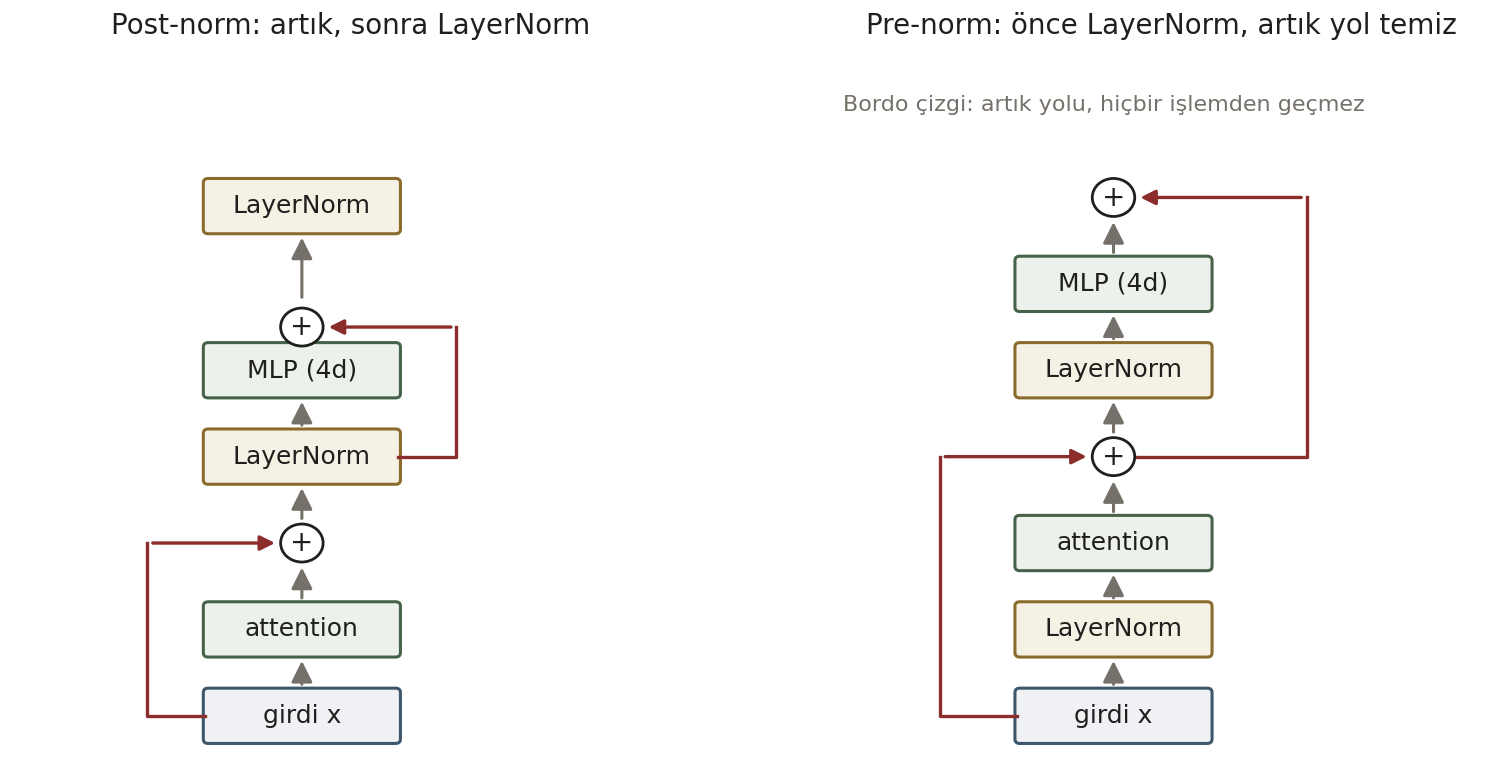 Post-norm: artık, sonra LayerNorm
LayerNorm
+
MLP (4d)
LayerNorm
+
attention
girdi x
Pre-norm: önce LayerNorm, artık yol temiz
Bordo çizgi: artık yolu, hiçbir işlemden geçmez
+
MLP (4d)
LayerNorm
+
attention
LayerNorm
girdi x